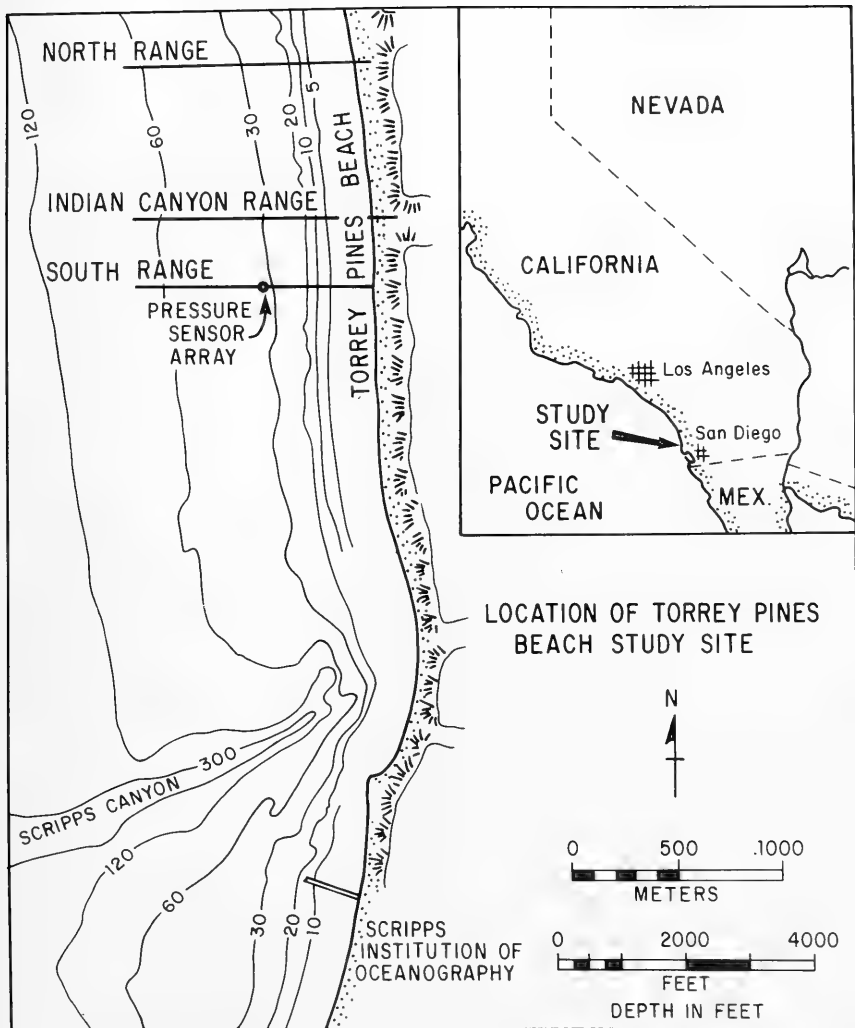 NORTH RANGE
120
60
30
20
10
5
INDIAN CANYON RANGE
SOUTH RANGE
PRESSURE
SENSOR
ARRAY
TORREY PINES BEACH
NEVADA
CALIFORNIA
Los Angeles
STUDY
SITE
San Diego
PACIFIC
OCEAN
MEX.
LOCATION OF TORREY PINES
BEACH STUDY SITE
N
SCRIPPS CANYON
300
120
60
30
20
10
SCRIPPS
INSTITUTION OF
OCEANOGRAPHY
0 500 .1000
METERS
0 2000 4000
FEET
DEPTH IN FEET